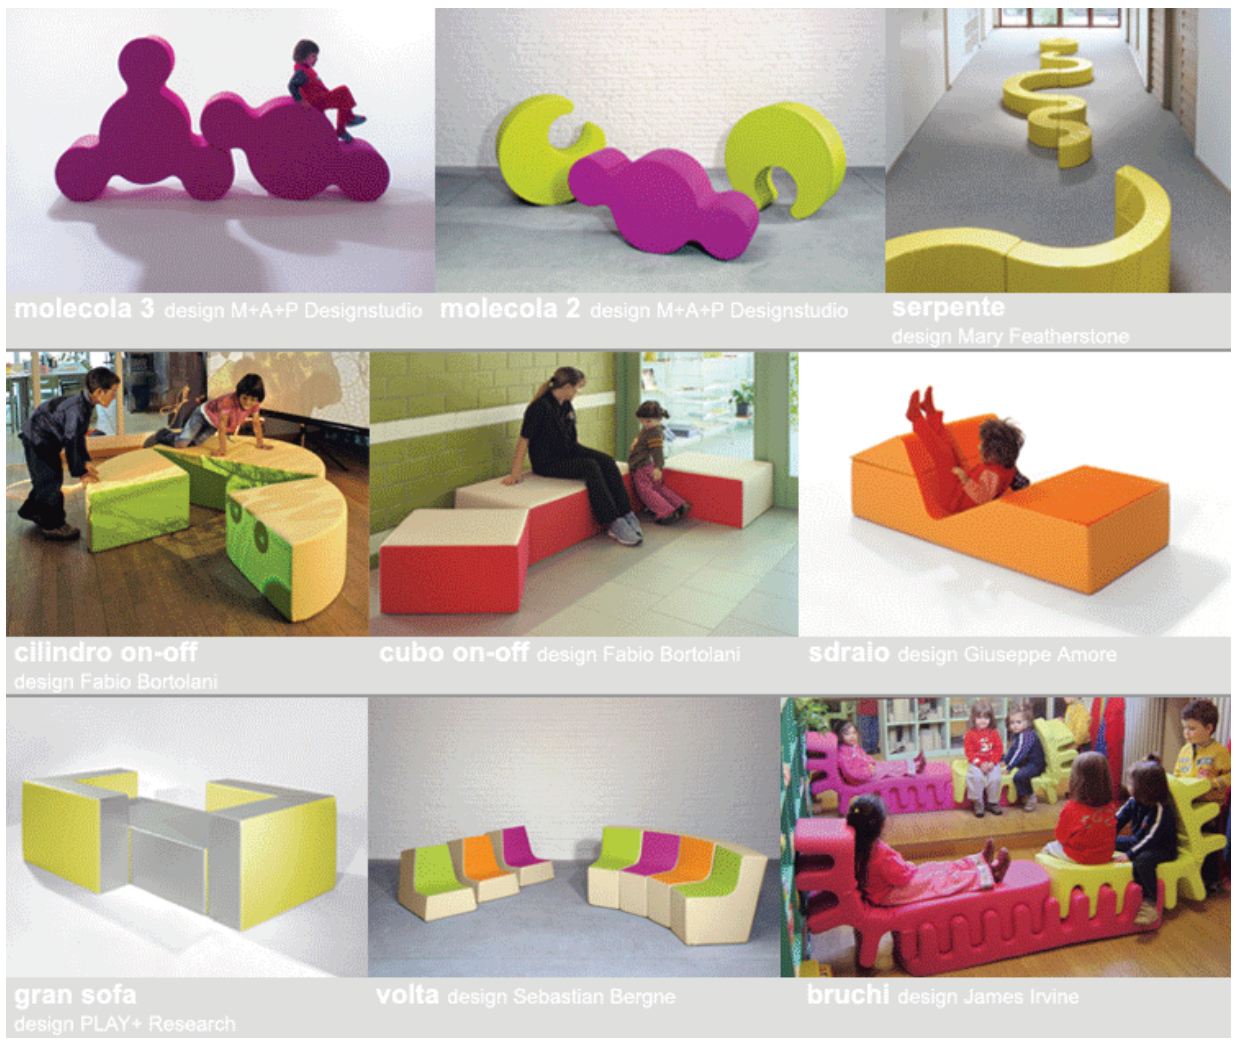 molecola 3 design M+A+P Designstudio
molecola 2 design M+A+P Designstudio
serpente
design Mary Featherstone
cilindro on-off
design Fabio Bortolani
cubo on-off design Fabio Bortolani
sdraio design Giuseppe Amore
gran sofa
design PLAY+ Research
volta design Sebastian Bergne
bruchi design James Irvine